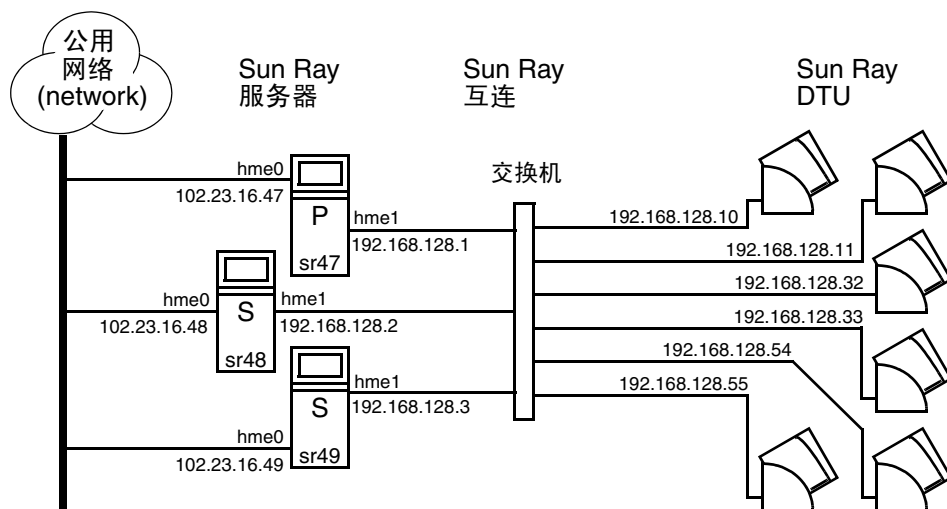 公用
网络
(network)
Sun Ray
服务器
Sun Ray
互连
Sun Ray
DTU
交换机
hme0
102.23.16.47
P
sr47
hme1
192.168.128.1
hme0
102.23.16.48
S
sr48
hme1
192.168.128.2
hme0
102.23.16.49
S
sr49
hme1
192.168.128.3
192.168.128.10
192.168.128.11
192.168.128.32
192.168.128.33
192.168.128.54
192.168.128.55